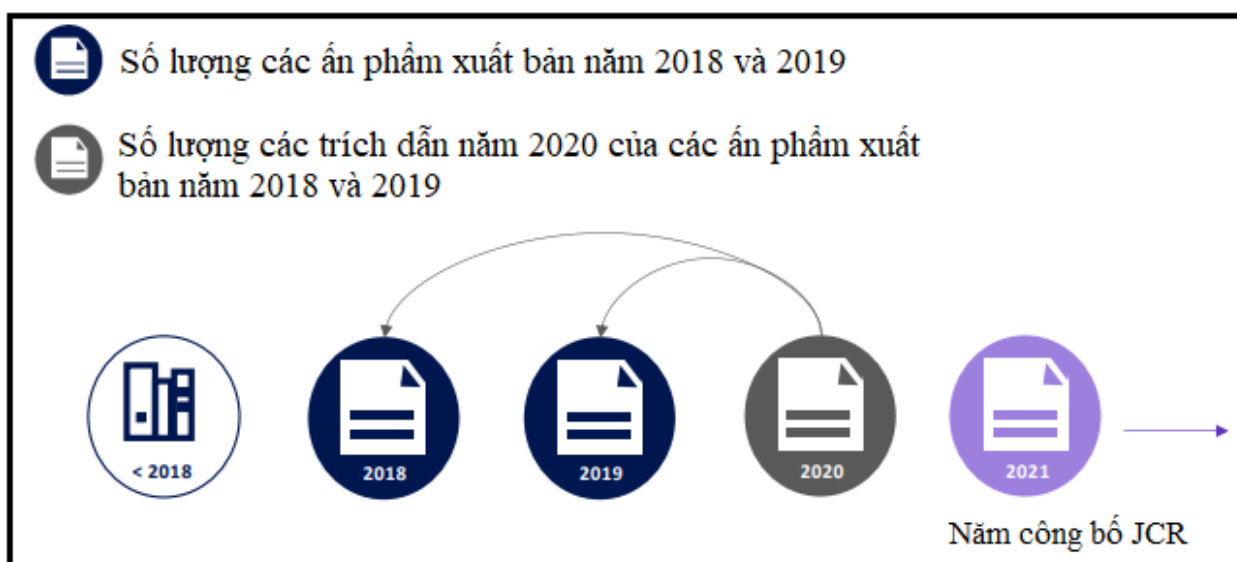 Số lượng các ấn phẩm xuất bản năm 2018 và 2019
Số lượng các trích dẫn năm 2020 của các ấn phẩm xuất
bản năm 2018 và 2019
< 2018
2018
2019
2020
2021
Năm công bố JCR